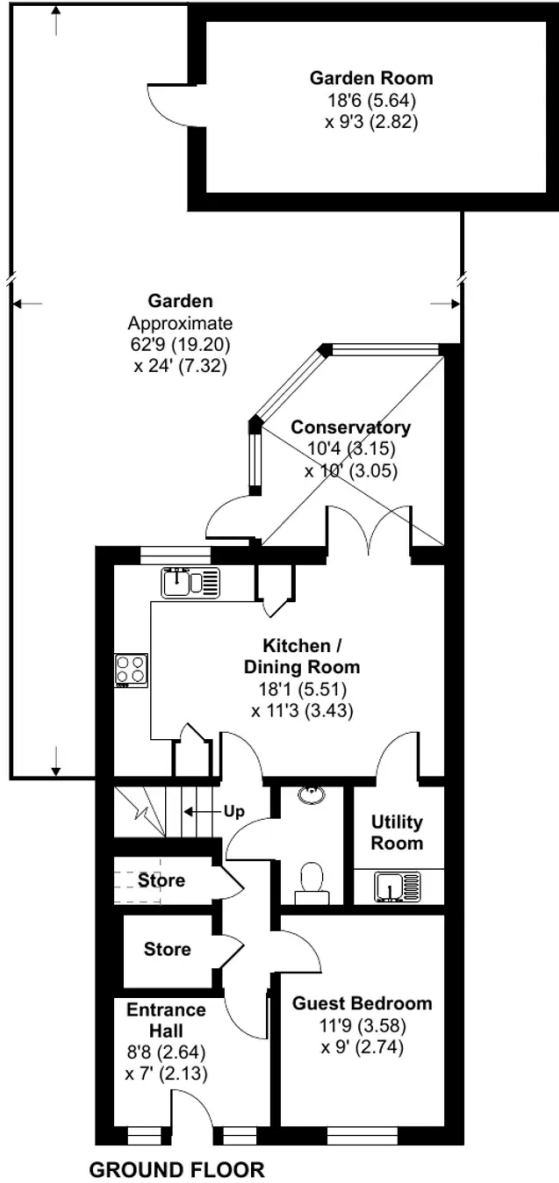 Garden Room
18'6 (5.64)
x 9'3 (2.82)
Garden
Approximate
62'9 (19.20)
x 24' (7.32)
Conservatory
10'4 (3.15)
x 10' (3.05)
Kitchen /
Dining Room
18'1 (5.51)
x 11'3 (3.43)
Up
Utility
Room
Store
Store
Entrance
Hall
8'8 (2.64)
x 7' (2.13)
Guest Bedroom
11'9 (3.58)
x 9' (2.74)
GROUND FLOOR